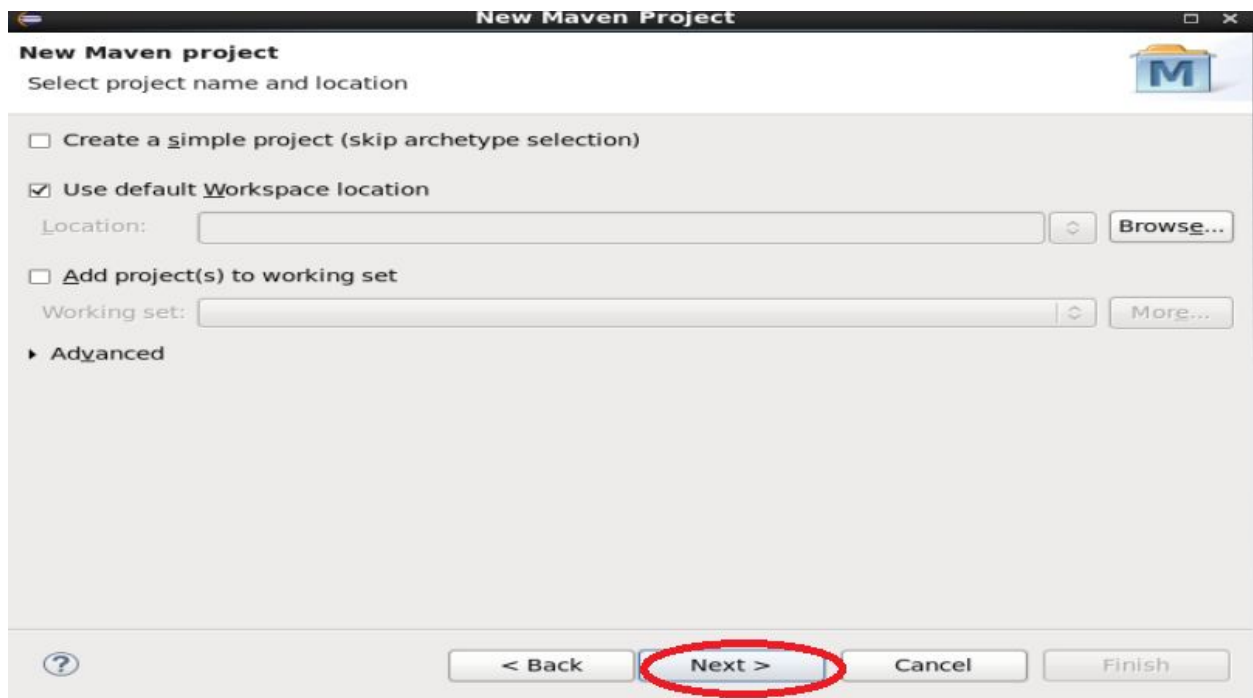 New Maven Project
New Maven project
Select project name and location
M
Create a simple project (skip archetype selection)
Use default Workspace location
Location:
Browse...
Add project(s) to working set
Working set:
More...
Advanced
?
< Back
Next >
Cancel
Finish